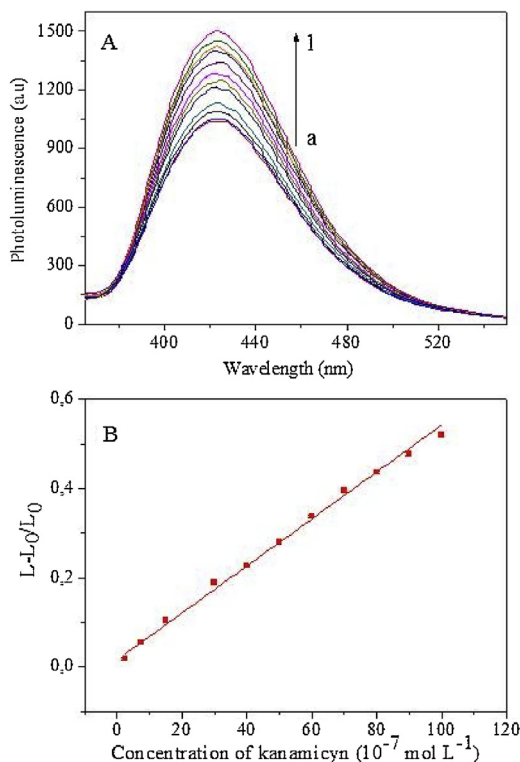 A
1500
1200
900
600
300
0
l
a
Photoluminescence (a.u)
400 440 480 520
Wavelength (nm)
B
0,6
0,4
0,2
0,0
L-L0/L0
0 20 40 60 80 100 120
Concentration of kanamicyn (10-7 mol L-1)